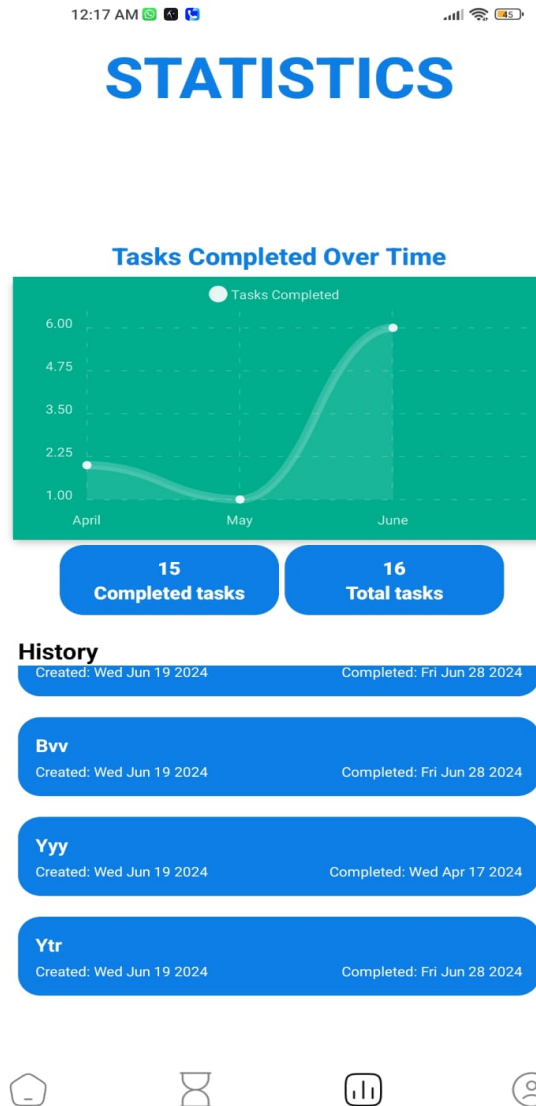 12:17 AM 45
STATISTICS
Tasks Completed Over Time
Tasks Completed
6.00
4.75
3.50
2.25
1.00
April May June
15 16
Completed tasks Total tasks
History
Created: Wed Jun 19 2024 Completed: Fri Jun 28 2024
Bvv
Created: Wed Jun 19 2024 Completed: Fri Jun 28 2024
Yyy
Created: Wed Jun 19 2024 Completed: Wed Apr 17 2024
Ytr
Created: Wed Jun 19 2024 Completed: Fri Jun 28 2024